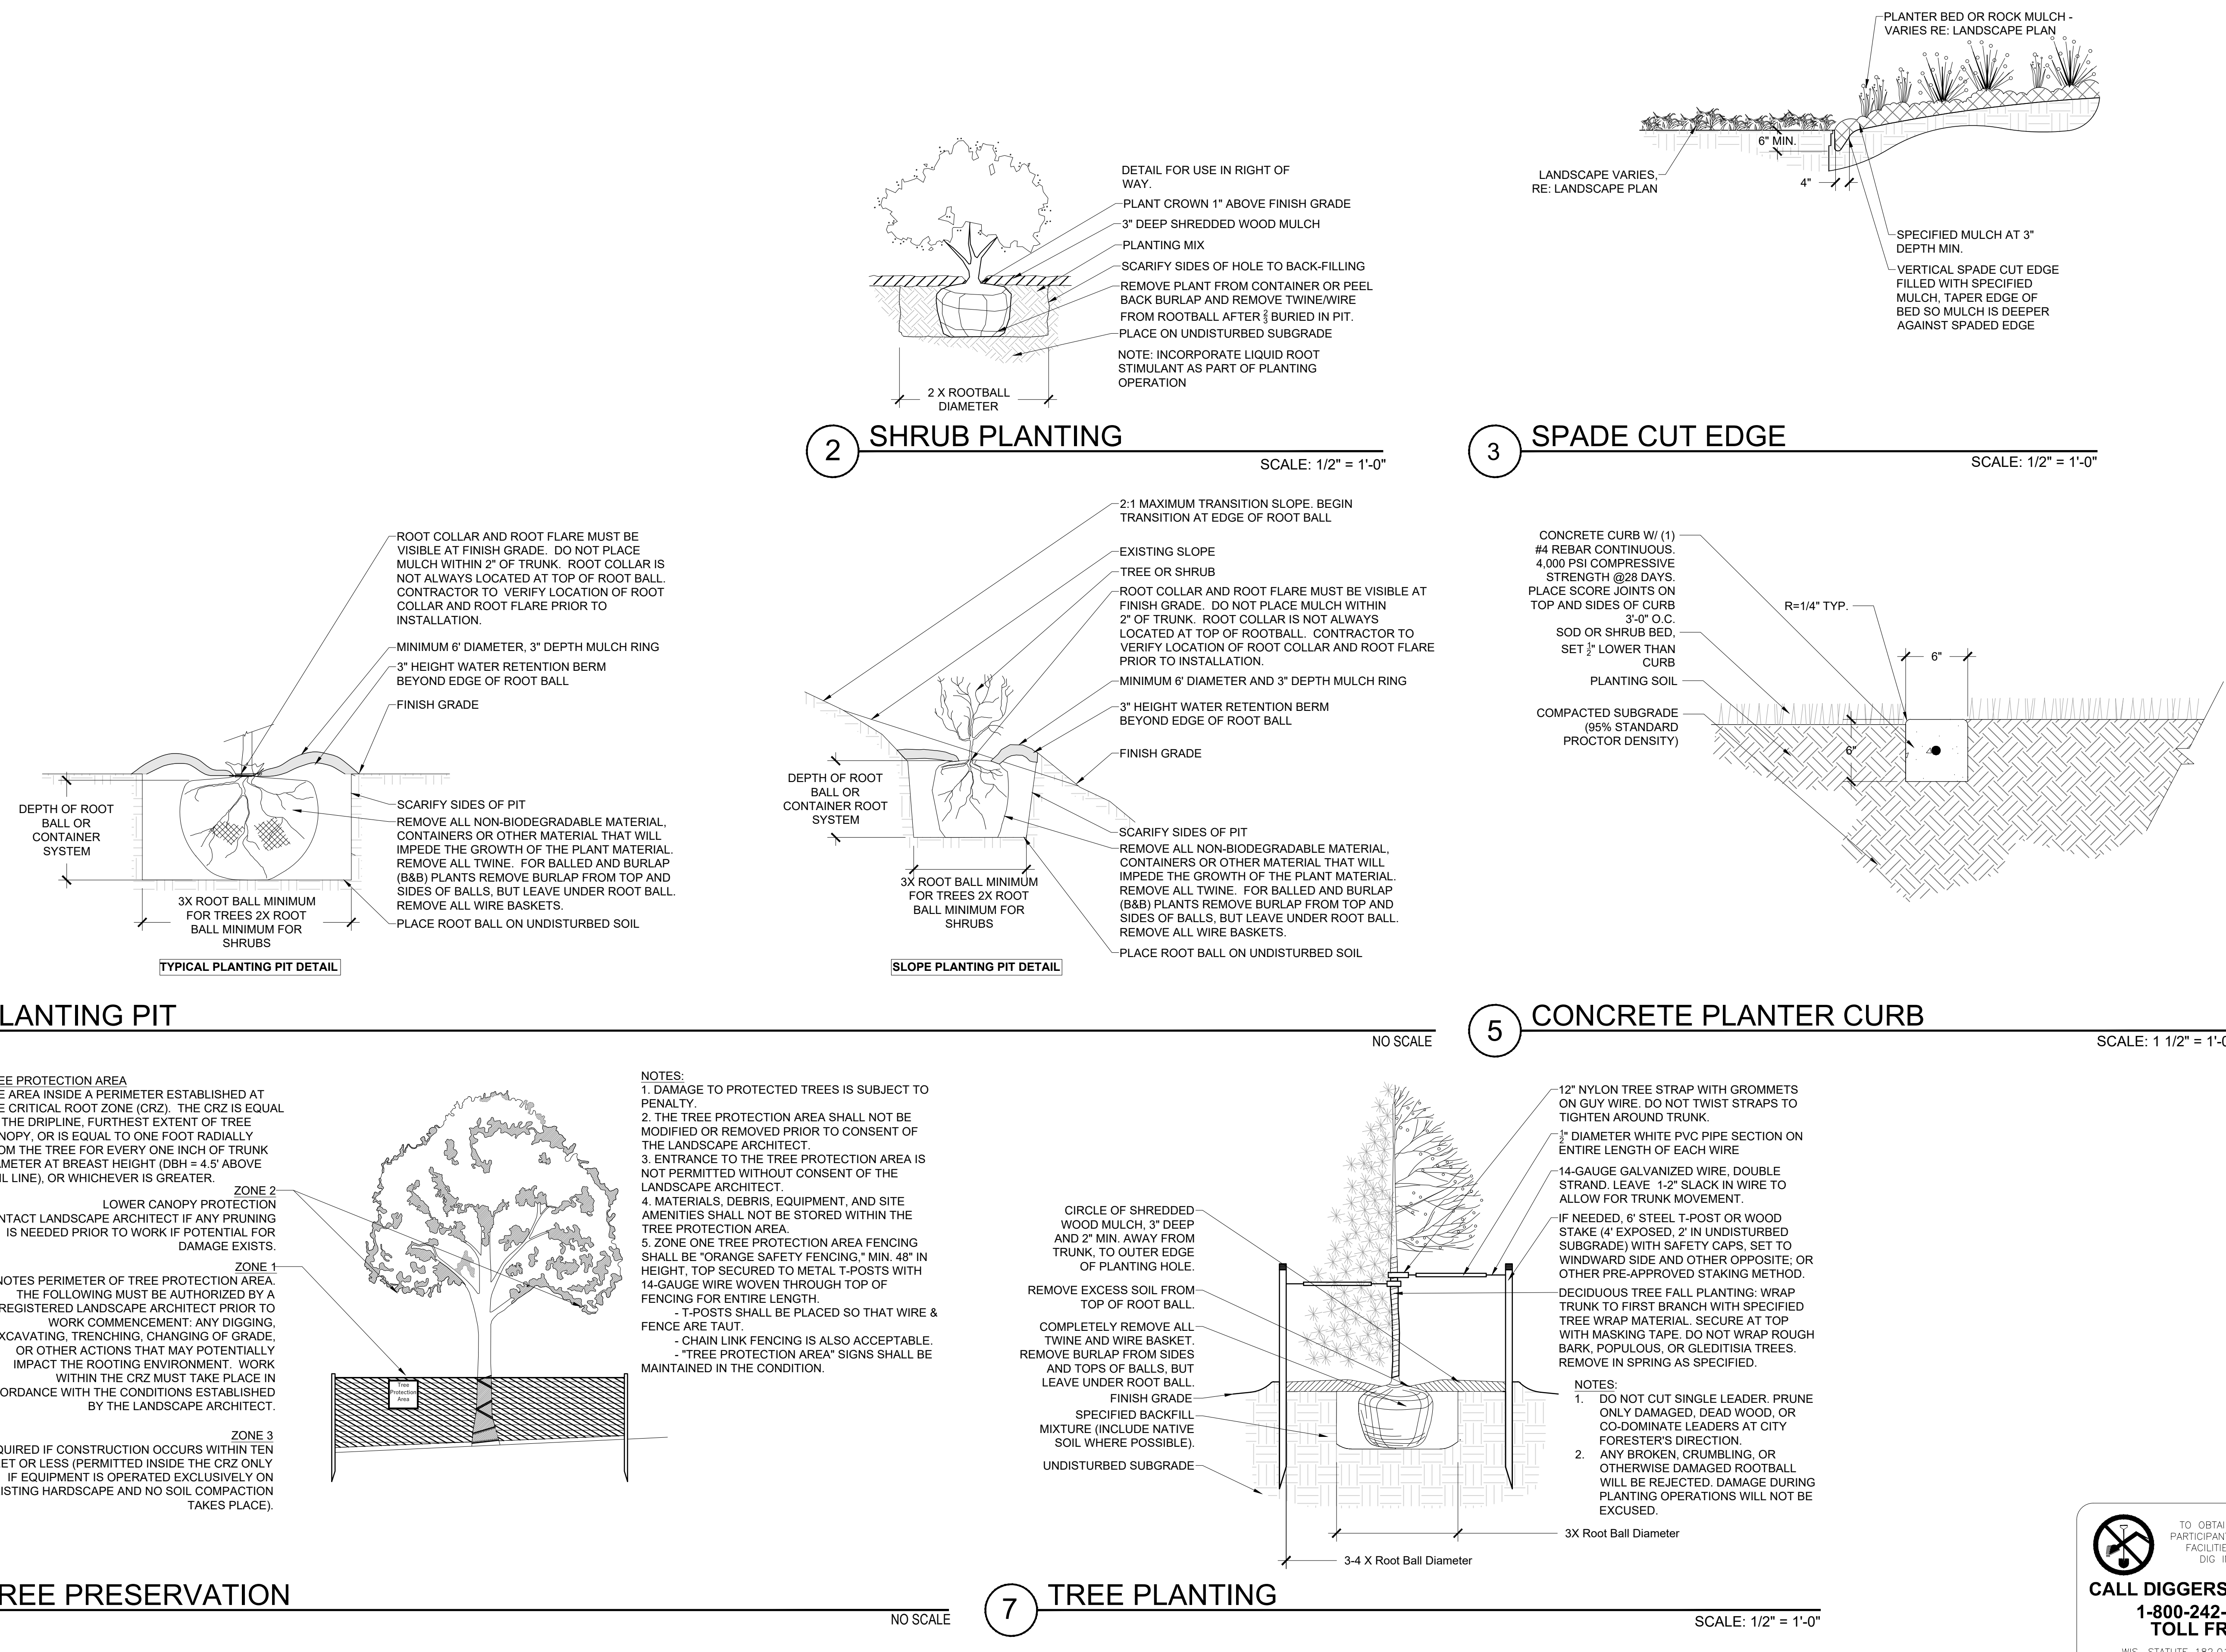 PLANTER BED OR ROCK MULCH -
VARIES RE: LANDSCAPE PLAN
6" MIN.
LANDSCAPE VARIES,
RE: LANDSCAPE PLAN
4"
SPECIFIED MULCH AT 3"
DEPTH MIN.
VERTICAL SPADE CUT EDGE
FILLED WITH SPECIFIED
MULCH, TAPER EDGE OF
BED SO MULCH IS DEEPER
AGAINST SPADED EDGE
DETAIL FOR USE IN RIGHT OF
WAY.
PLANT CROWN 1" ABOVE FINISH GRADE
3" DEEP SHREDDED WOOD MULCH
PLANTING MIX
SCARIFY SIDES OF HOLE TO BACK-FILLING
REMOVE PLANT FROM CONTAINER OR PEEL
BACK BURLAP AND REMOVE TWINE/WIRE
FROM ROOTBALL AFTER 2/3 BURIED IN PIT.
PLACE ON UNDISTURBED SUBGRADE
NOTE: INCORPORATE LIQUID ROOT
STIMULANT AS PART OF PLANTING
OPERATION
2 X ROOTBALL
DIAMETER
2 SHRUB PLANTING
SCALE: 1/2" = 1'-0"
3 SPADE CUT EDGE
SCALE: 1/2" = 1'-0"
ROOT COLLAR AND ROOT FLARE MUST BE
VISIBLE AT FINISH GRADE. DO NOT PLACE
MULCH WITHIN 2" OF TRUNK. ROOT COLLAR IS
NOT ALWAYS LOCATED AT TOP OF ROOT BALL.
CONTRACTOR TO VERIFY LOCATION OF ROOT
COLLAR AND ROOT FLARE PRIOR TO
INSTALLATION.
MINIMUM 6' DIAMETER, 3" DEPTH MULCH RING
3" HEIGHT WATER RETENTION BERM
BEYOND EDGE OF ROOT BALL
FINISH GRADE
DEPTH OF ROOT
BALL OR
CONTAINER
SYSTEM
SCARIFY SIDES OF PIT
REMOVE ALL NON-BIODEGRADABLE MATERIAL,
CONTAINERS OR OTHER MATERIAL THAT WILL
IMPEDE THE GROWTH OF THE PLANT MATERIAL.
REMOVE ALL TWINE. FOR BALLED AND BURLAP
(B&B) PLANTS REMOVE BURLAP FROM TOP AND
SIDES OF BALLS, BUT LEAVE UNDER ROOT BALL.
REMOVE ALL WIRE BASKETS.
PLACE ROOT BALL ON UNDISTURBED SOIL
3X ROOT BALL MINIMUM
FOR TREES 2X ROOT
BALL MINIMUM FOR
SHRUBS
TYPICAL PLANTING PIT DETAIL
2:1 MAXIMUM TRANSITION SLOPE. BEGIN
TRANSITION AT EDGE OF ROOT BALL
EXISTING SLOPE
TREE OR SHRUB
ROOT COLLAR AND ROOT FLARE MUST BE VISIBLE AT
FINISH GRADE. DO NOT PLACE MULCH WITHIN
2" OF TRUNK. ROOT COLLAR IS NOT ALWAYS
LOCATED AT TOP OF ROOTBALL. CONTRACTOR TO
VERIFY LOCATION OF ROOT COLLAR AND ROOT FLARE
PRIOR TO INSTALLATION.
MINIMUM 6' DIAMETER AND 3" DEPTH MULCH RING
3" HEIGHT WATER RETENTION BERM
BEYOND EDGE OF ROOT BALL
FINISH GRADE
DEPTH OF ROOT
BALL OR
CONTAINER ROOT
SYSTEM
SCARIFY SIDES OF PIT
REMOVE ALL NON-BIODEGRADABLE MATERIAL,
CONTAINERS OR OTHER MATERIAL THAT WILL
IMPEDE THE GROWTH OF THE PLANT MATERIAL.
REMOVE ALL TWINE. FOR BALLED AND BURLAP
(B&B) PLANTS REMOVE BURLAP FROM TOP AND
SIDES OF BALLS, BUT LEAVE UNDER ROOT BALL.
REMOVE ALL WIRE BASKETS.
PLACE ROOT BALL ON UNDISTURBED SOIL
3X ROOT BALL MINIMUM
FOR TREES 2X ROOT
BALL MINIMUM FOR
SHRUBS
SLOPE PLANTING PIT DETAIL
CONCRETE CURB W/ (1)
#4 REBAR CONTINUOUS.
4,000 PSI COMPRESSIVE
STRENGTH @28 DAYS.
PLACE SCORE JOINTS ON
TOP AND SIDES OF CURB
3'-0" O.C.
SOD OR SHRUB BED,
SET 1/2" LOWER THAN
CURB
PLANTING SOIL
COMPACTED SUBGRADE
(95% STANDARD
PROCTOR DENSITY)
R=1/4" TYP.
6"
6"
LANTING PIT
NO SCALE
5 CONCRETE PLANTER CURB
SCALE: 1 1/2" = 1'-0
EE PROTECTION AREA
E AREA INSIDE A PERIMETER ESTABLISHED AT
E CRITICAL ROOT ZONE (CRZ). THE CRZ IS EQUAL
THE DRIPLINE, FURTHEST EXTENT OF TREE
NOPY, OR IS EQUAL TO ONE FOOT RADIALLY
OM THE TREE FOR EVERY ONE INCH OF TRUNK
METER AT BREAST HEIGHT (DBH = 4.5' ABOVE
IL LINE), OR WHICHEVER IS GREATER.
ZONE 2
LOWER CANOPY PROTECTION
NTACT LANDSCAPE ARCHITECT IF ANY PRUNING
IS NEEDED PRIOR TO WORK IF POTENTIAL FOR
DAMAGE EXISTS.
ZONE 1
NOTES PERIMETER OF TREE PROTECTION AREA.
THE FOLLOWING MUST BE AUTHORIZED BY A
REGISTERED LANDSCAPE ARCHITECT PRIOR TO
WORK COMMENCEMENT: ANY DIGGING,
XCAVATING, TRENCHING, CHANGING OF GRADE,
OR OTHER ACTIONS THAT MAY POTENTIALLY
IMPACT THE ROOTING ENVIRONMENT. WORK
WITHIN THE CRZ MUST TAKE PLACE IN
ORDANCE WITH THE CONDITIONS ESTABLISHED
BY THE LANDSCAPE ARCHITECT.
ZONE 3
QUIRED IF CONSTRUCTION OCCURS WITHIN TEN
ET OR LESS (PERMITTED INSIDE THE CRZ ONLY
IF EQUIPMENT IS OPERATED EXCLUSIVELY ON
ISTING HARDSCAPE AND NO SOIL COMPACTION
TAKES PLACE).
Tree
Protection
Area
NOTES:
1. DAMAGE TO PROTECTED TREES IS SUBJECT TO
PENALTY.
2. THE TREE PROTECTION AREA SHALL NOT BE
MODIFIED OR REMOVED PRIOR TO CONSENT OF
THE LANDSCAPE ARCHITECT.
3. ENTRANCE TO THE TREE PROTECTION AREA IS
NOT PERMITTED WITHOUT CONSENT OF THE
LANDSCAPE ARCHITECT.
4. MATERIALS, DEBRIS, EQUIPMENT, AND SITE
AMENITIES SHALL NOT BE STORED WITHIN THE
TREE PROTECTION AREA.
5. ZONE ONE TREE PROTECTION AREA FENCING
SHALL BE "ORANGE SAFETY FENCING," MIN. 48" IN
HEIGHT, TOP SECURED TO METAL T-POSTS WITH
14-GAUGE WIRE WOVEN THROUGH TOP OF
FENCING FOR ENTIRE LENGTH.
- T-POSTS SHALL BE PLACED SO THAT WIRE &
FENCE ARE TAUT.
- CHAIN LINK FENCING IS ALSO ACCEPTABLE.
- "TREE PROTECTION AREA" SIGNS SHALL BE
MAINTAINED IN THE CONDITION.
CIRCLE OF SHREDDED
WOOD MULCH, 3" DEEP
AND 2" MIN. AWAY FROM
TRUNK, TO OUTER EDGE
OF PLANTING HOLE.
REMOVE EXCESS SOIL FROM
TOP OF ROOT BALL.
COMPLETELY REMOVE ALL
TWINE AND WIRE BASKET.
REMOVE BURLAP FROM SIDES
AND TOPS OF BALLS, BUT
LEAVE UNDER ROOT BALL.
FINISH GRADE
SPECIFIED BACKFILL
MIXTURE (INCLUDE NATIVE
SOIL WHERE POSSIBLE).
UNDISTURBED SUBGRADE
12" NYLON TREE STRAP WITH GROMMETS
ON GUY WIRE. DO NOT TWIST STRAPS TO
TIGHTEN AROUND TRUNK.
1/2" DIAMETER WHITE PVC PIPE SECTION ON
ENTIRE LENGTH OF EACH WIRE
14-GAUGE GALVANIZED WIRE, DOUBLE
STRAND. LEAVE 1-2" SLACK IN WIRE TO
ALLOW FOR TRUNK MOVEMENT.
IF NEEDED, 6' STEEL T-POST OR WOOD
STAKE (4' EXPOSED, 2' IN UNDISTURBED
SUBGRADE) WITH SAFETY CAPS, SET TO
WINDWARD SIDE AND OTHER OPPOSITE; OR
OTHER PRE-APPROVED STAKING METHOD.
DECIDUOUS TREE FALL PLANTING: WRAP
TRUNK TO FIRST BRANCH WITH SPECIFIED
TREE WRAP MATERIAL. SECURE AT TOP
WITH MASKING TAPE. DO NOT WRAP ROUGH
BARK, POPULOUS, OR GLEDITISIA TREES.
REMOVE IN SPRING AS SPECIFIED.
NOTES:
1. DO NOT CUT SINGLE LEADER. PRUNE
ONLY DAMAGED, DEAD WOOD, OR
CO-DOMINATE LEADERS AT CITY
FORESTER'S DIRECTION.
2. ANY BROKEN, CRUMBLING, OR
OTHERWISE DAMAGED ROOTBALL
WILL BE REJECTED. DAMAGE DURING
PLANTING OPERATIONS WILL NOT BE
EXCUSED.
3X Root Ball Diameter
3-4 X Root Ball Diameter
REE PRESERVATION
NO SCALE
7 TREE PLANTING
SCALE: 1/2" = 1'-0"
TO OBTAI
PARTICIPAN
FACILITIE
DIG I
CALL DIGGERS
1-800-242-
TOLL FR